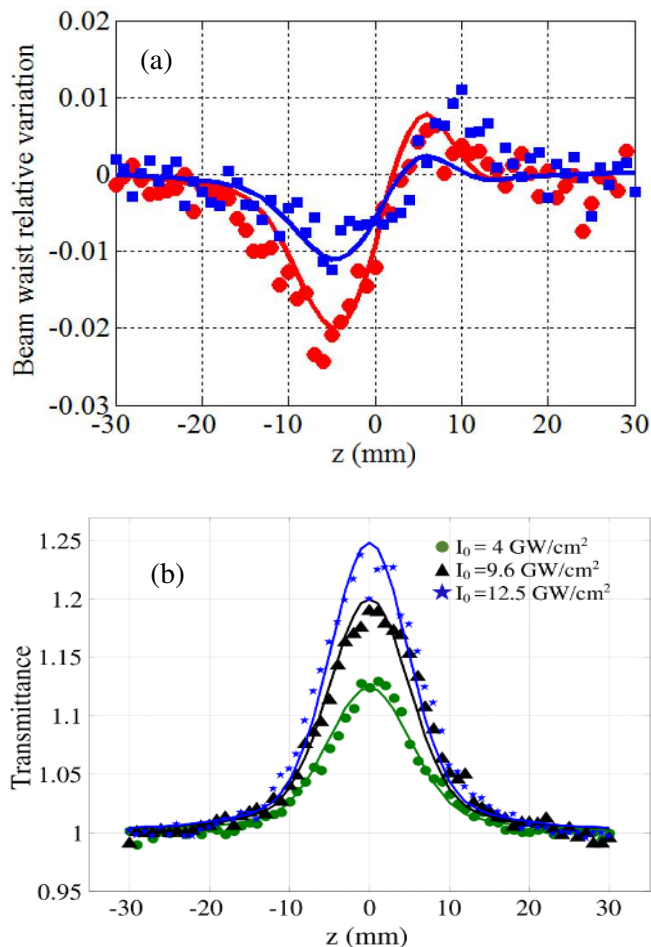 0.02
(a)
0.01
0
-0.01
-0.02
-0.03
Beam waist relative variation
-30 -20 -10 0 10 20 30
z (mm)
1.25
(b)
I₀ = 4 GW/cm²
I₀ =9.6 GW/cm²
I₀ =12.5 GW/cm²
1.2
1.15
1.1
1.05
1
0.95
Transmittance
-30 -20 -10 0 10 20 30
z (mm)